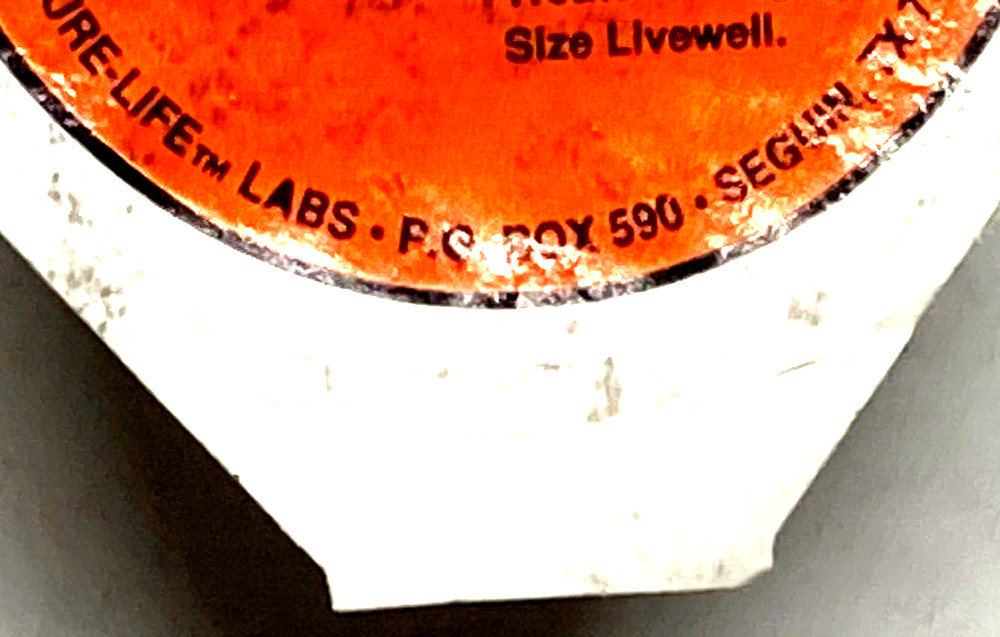 Size Livewell.
URE-LIFE™ LABS • P.O. BOX 590 • SEGUIN, TX